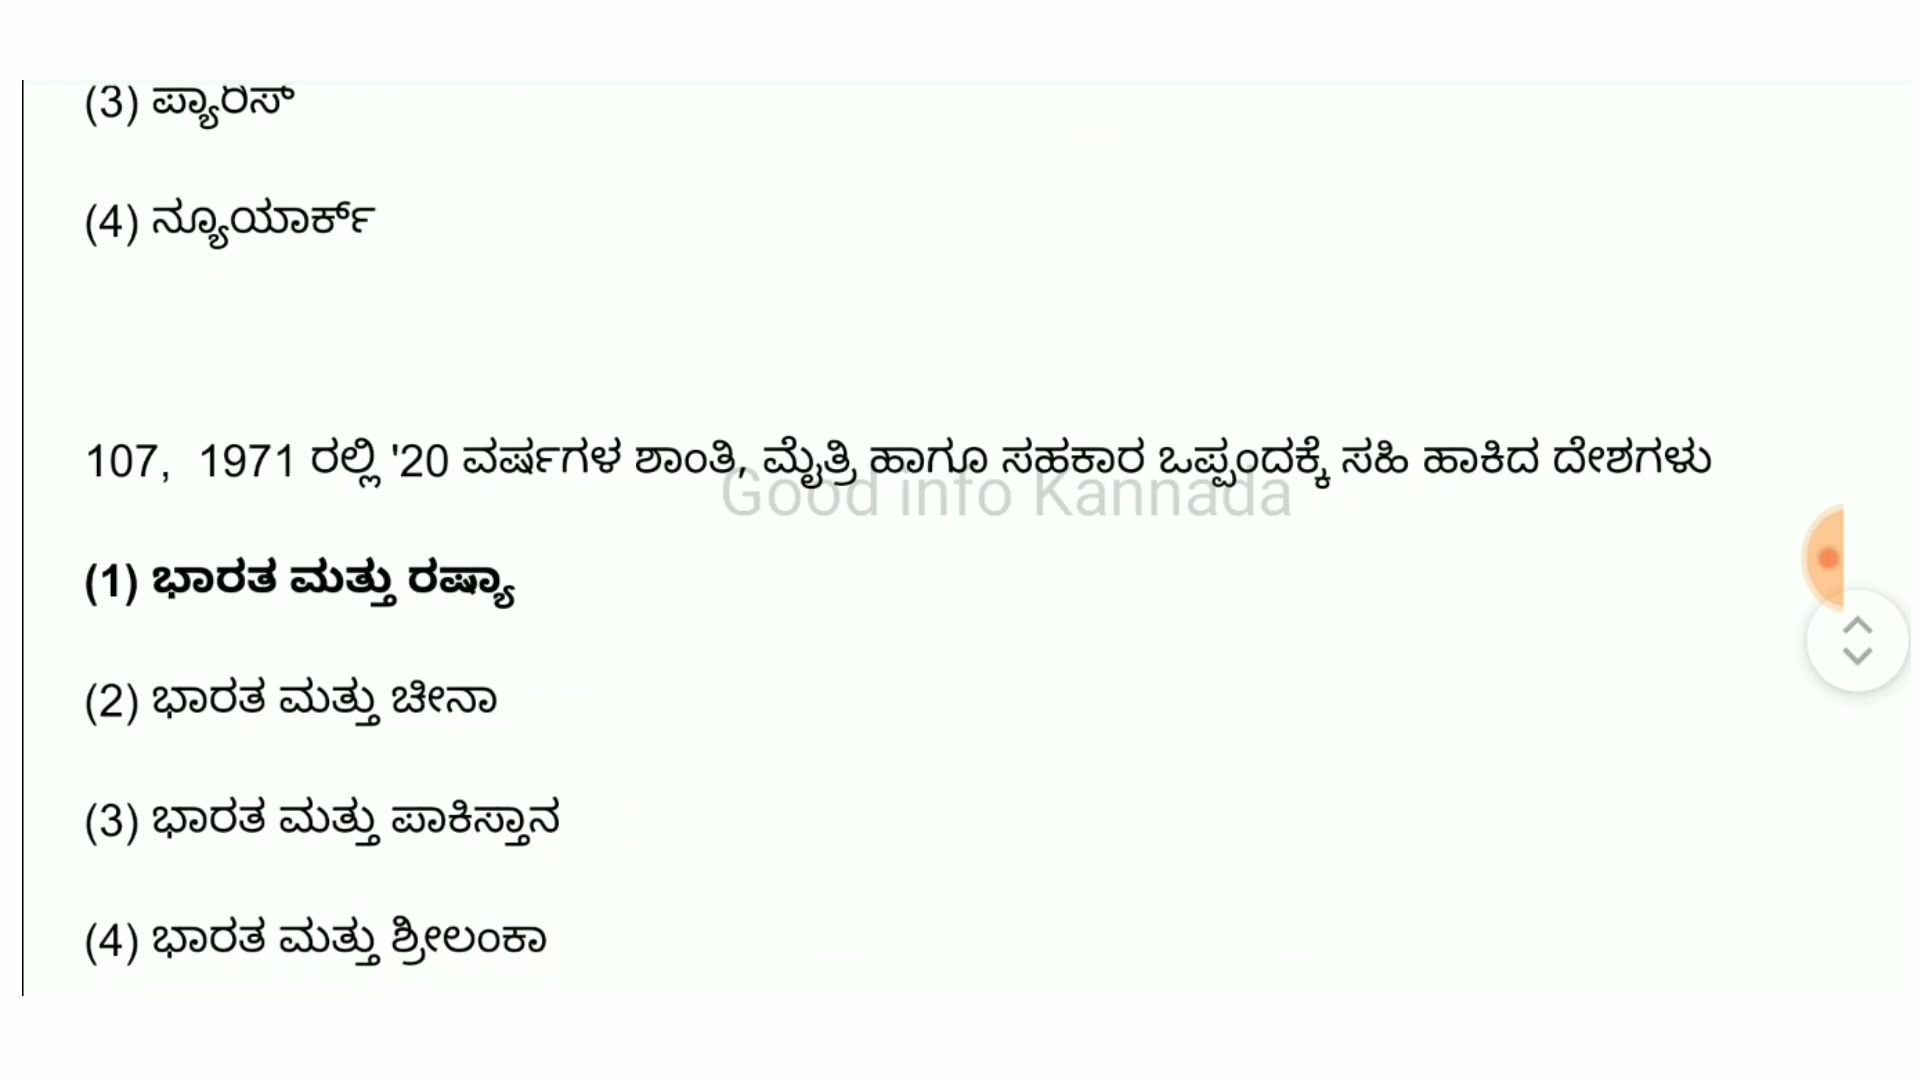 (3) ಪ್ಯಾರಿಸ್
(4) ನ್ಯೂಯಾರ್ಕ್
107, 1971 ರಲ್ಲಿ '20 ವರ್ಷಗಳ ಶಾಂತಿ, ಮೈತ್ರಿ ಹಾಗೂ ಸಹಕಾರ ಒಪ್ಪಂದಕ್ಕೆ ಸಹಿ ಹಾಕಿದ ದೇಶಗಳು
Good info Kannada
(1) ಭಾರತ ಮತ್ತು ರಷ್ಯಾ
(2) ಭಾರತ ಮತ್ತು ಚೀನಾ
(3) ಭಾರತ ಮತ್ತು ಪಾಕಿಸ್ತಾನ
(4) ಭಾರತ ಮತ್ತು ಶ್ರೀಲಂಕಾ